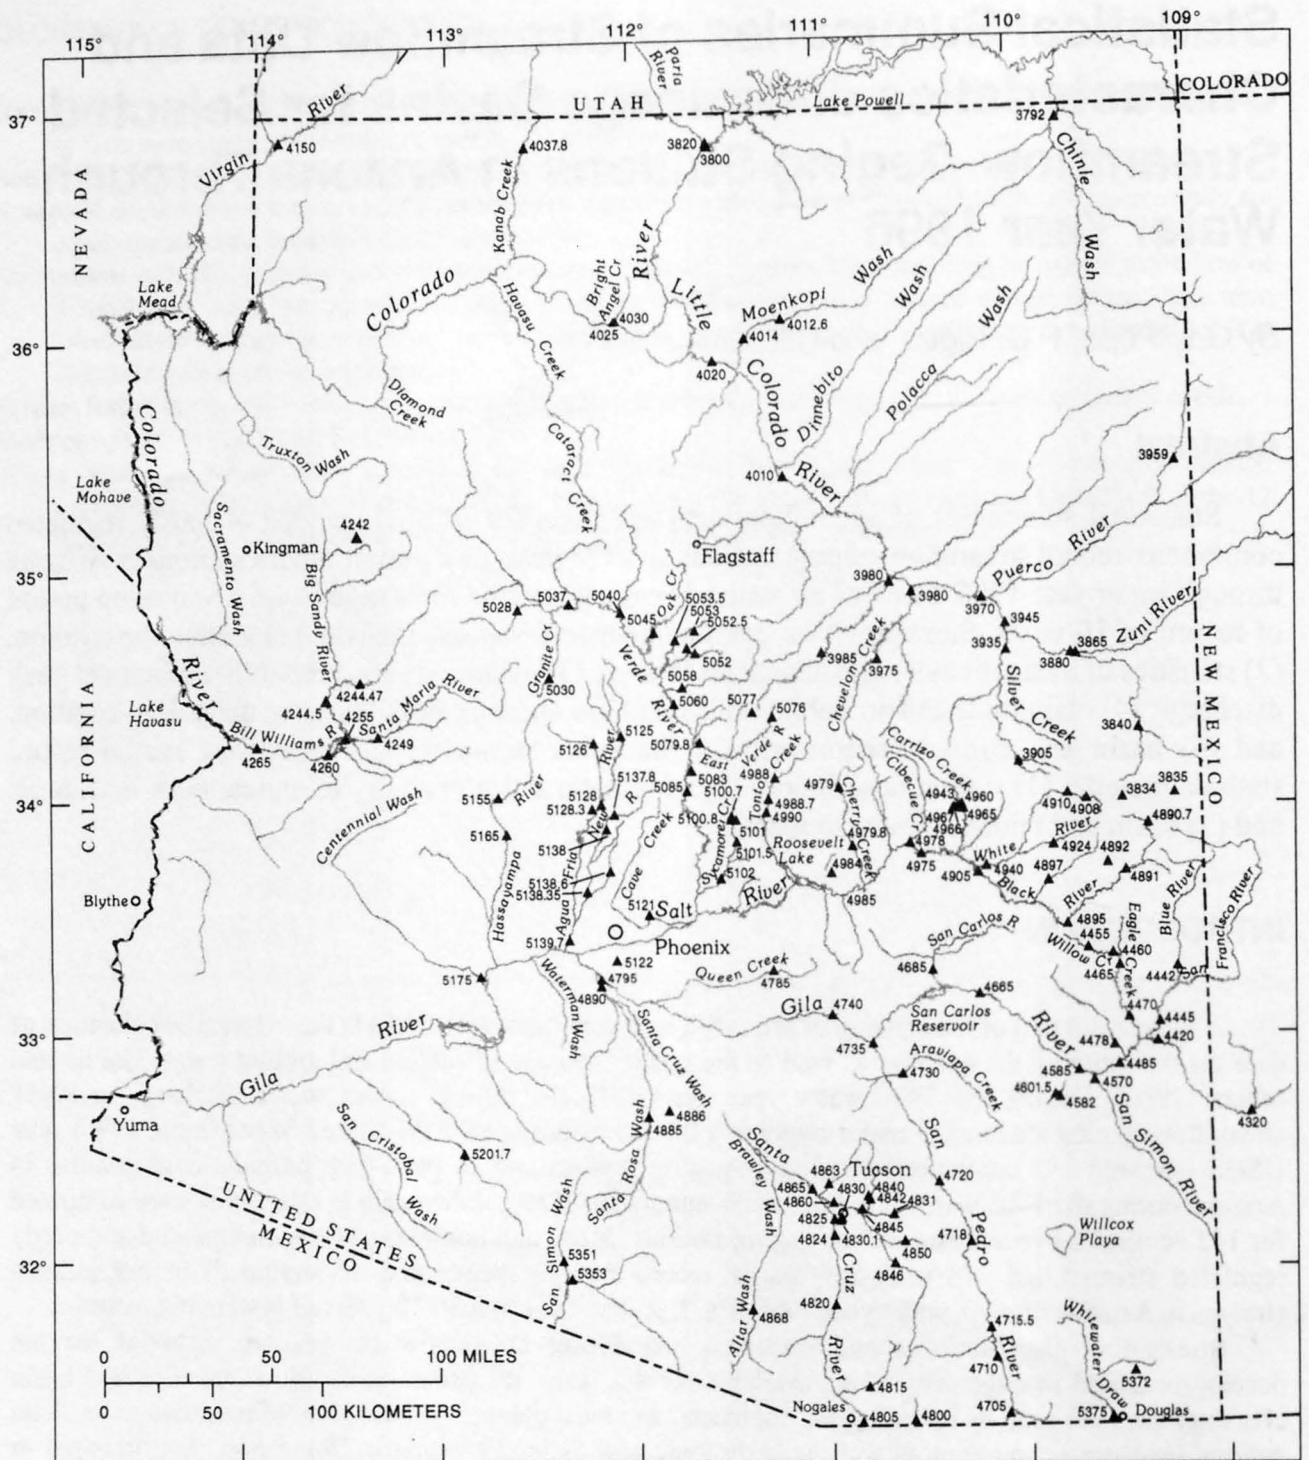 115°
114°
113°
112°
111°
110°
109°
Paria
River
UTAH
Lake Powell
COLORADO
37°
Virgin River
4150
4037.8
3820
3800
3792
Chinle
Wash
NEVADA
Kanab Creek
River
Lake
Mead
Colorado
Bright
Angel Cr
4030
4025
Havasu Creek
Little
Colorado
River
Moenkopi Wash
4012.6
4014
4020
Dinnebito Wash
Polacca Wash
36°
Diamond
Creek
Colorado
River
Truxton Wash
Cataract Creek
4010
3959
Lake
Mohave
Sacramento Wash
Kingman
4242
Big Sandy River
Flagstaff
35°
3980
3980
Puerco River
3970
3945
3935
Zuni River
3865
3880
NEW MEXICO
5028
5037
5040
Oak Cr
5045
5053.5
5053
5052.5
5052
Granite Cr
5030
Verde
River
5058
5060
3985
Chevelon Creek
3975
Silver Creek
3840
3905
CALIFORNIA
Lake
Havasu
4244.47
4244.5
4255
Santa Maria River
Bill Williams R
4249
4265
4260
5077
5076
5126
5125
5079.8
East
Verde R
5083
5085
4988
Tonto Creek
4988.7
4990
4979
Cherry Creek
4979.8
Carrizo Creek
Cibecue C
4943
4960
4967
4965
4966
4910
4908
3834
3835
4890.7
34°
Centennial Wash
5155
5165
Hassayampa
River
5137.8
5128
5128.3
New
River
R
5138
5138.6
5138.35
Agua Fria
Cave Creek
5100.7
5100.8
5101
5101.5
5102
Sycamore Cr
Roosevelt
Lake
4984
4985
4978
4975
White
River
4940
4905
Black
River
4924
4892
4897
4891
4895
Blythe
5121
Salt
River
Phoenix
5139.7
5122
5175
4795
4890
Queen Creek
4785
San Carlos R
4685
4665
Willow Cr
4455
4460
4465
Eagle
Creek
Blue River
San
Francisco River
4442
4470
4445
4420
Waterman Wash
Gila
4740
San Carlos
Reservoir
River
4735
4478
4485
4585
4570
4601.5
4582
33°
Gila River
Santa Cruz Wash
Aravaipa Creek
4730
4320
Yuma
4886
4885
San
Cristobal
Wash
5201.7
Santa Rosa Wash
Santa
Cruz
River
Brawley
Wash
San
Pedro
River
4720
4718
San Simon River
Willcox
Playa
Tucson
4863
4865
4830
4840
4842
4831
4860
4825
4845
4824
4830.1
4850
4846
UNITED STATES
MEXICO
32°
San Simon Wash
5351
5353
Altar Wash
4868
4820
4715.5
4710
4705
Whitewater Draw
5372
5375
Douglas
4815
Nogales
4805
4800
0 50 100 MILES
0 50 100 KILOMETERS